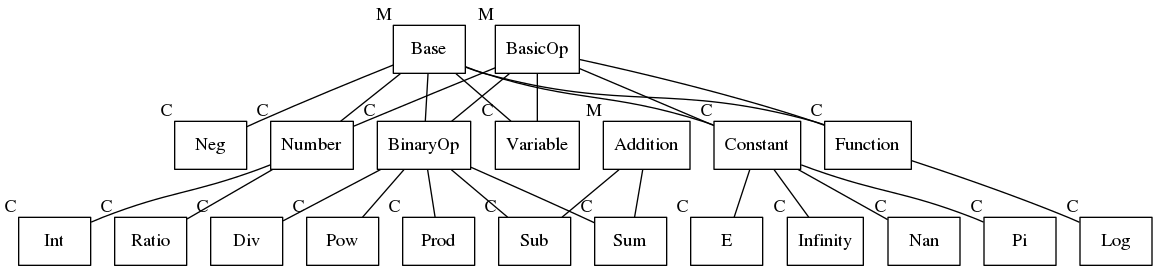 M M
Base BasicOp
C C C C M C C
Neg Number BinaryOp Variable Addition Constant Function
C C C C C C C C C C C
Int Ratio Div Pow Prod Sub Sum E Infinity Nan Pi Log